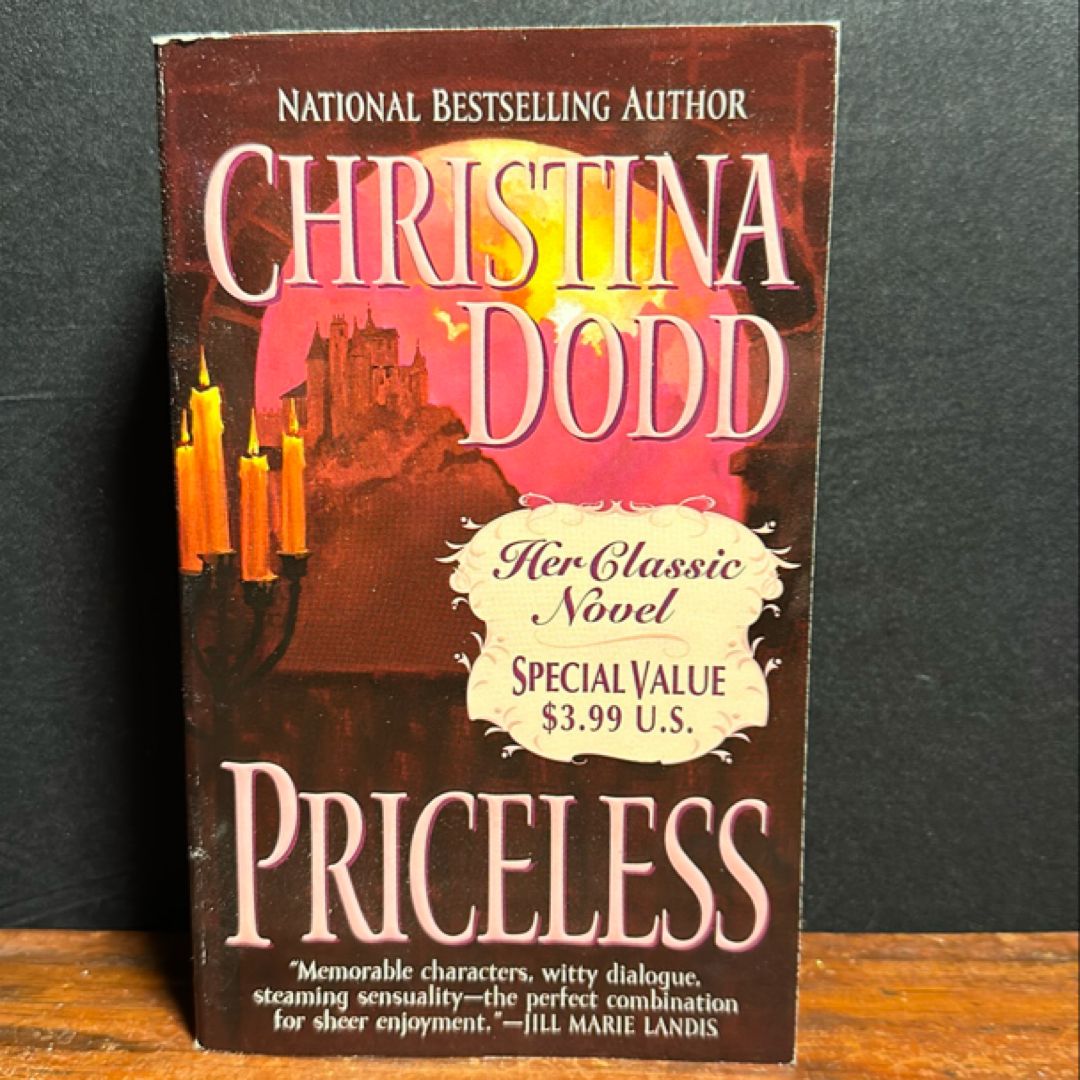 NATIONAL BESTSELLING AUTHOR
CHRISTINA
DODD
Her Classic
Novel
SPECIAL VALUE
$3.99 U.S.
PRICELESS
"Memorable characters, witty dialogue,
steaming sensuality—the perfect combination
for sheer enjoyment."—JILL MARIE LANDIS